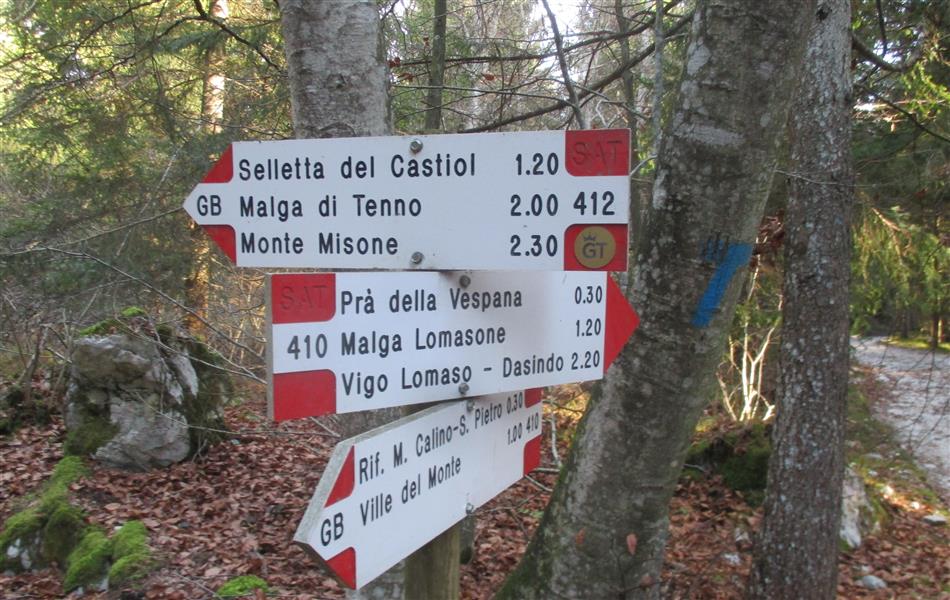 Selletta del Castiol 1.20 SAT
GB Malga di Tenno 2.00 412
Monte Misone 2.30 GT
SAT Prà della Vespana 0.30
410 Malga Lomasone 1.20
Vigo Lomaso - Dasindo 2.20
Rif. M. Calino-S. Pietro 0.30
GB Ville del Monte 1.00 410